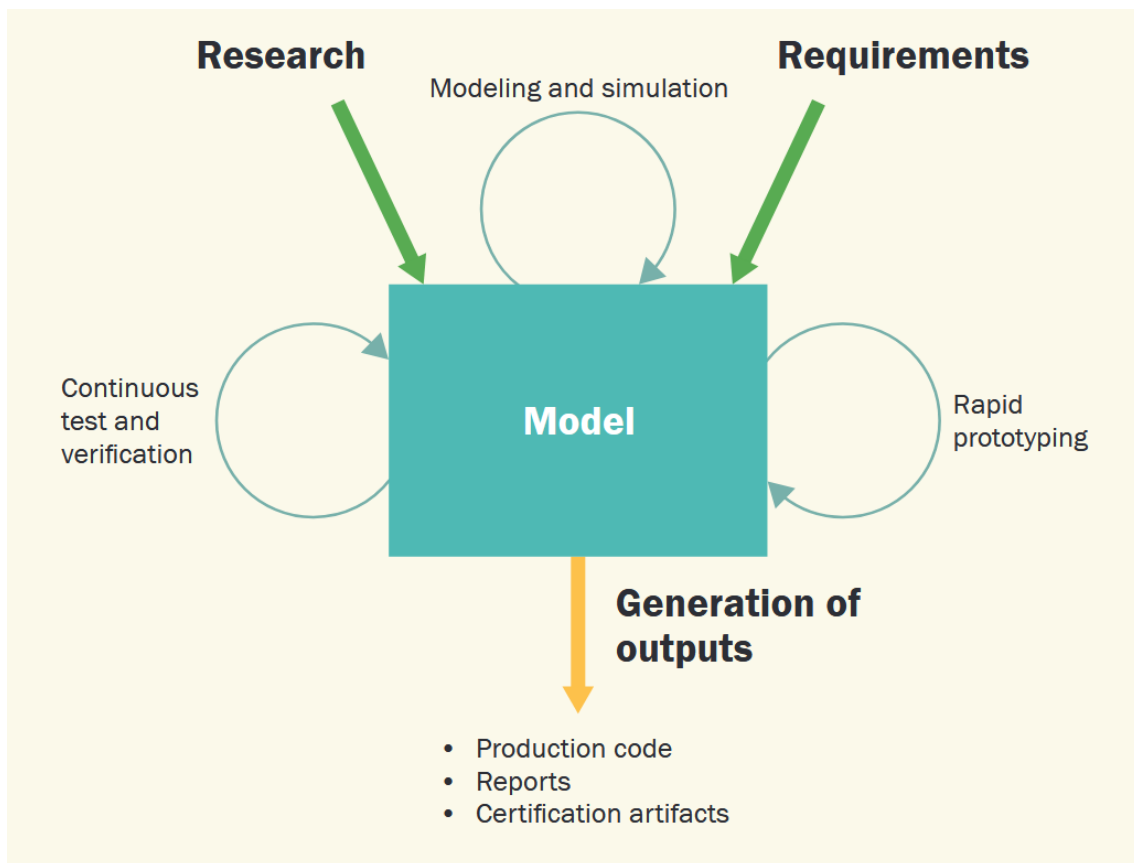 Research
Requirements
Modeling and simulation
Continuous
test and
verification
Model
Rapid
prototyping
Generation of
outputs
• Production code
• Reports
• Certification artifacts